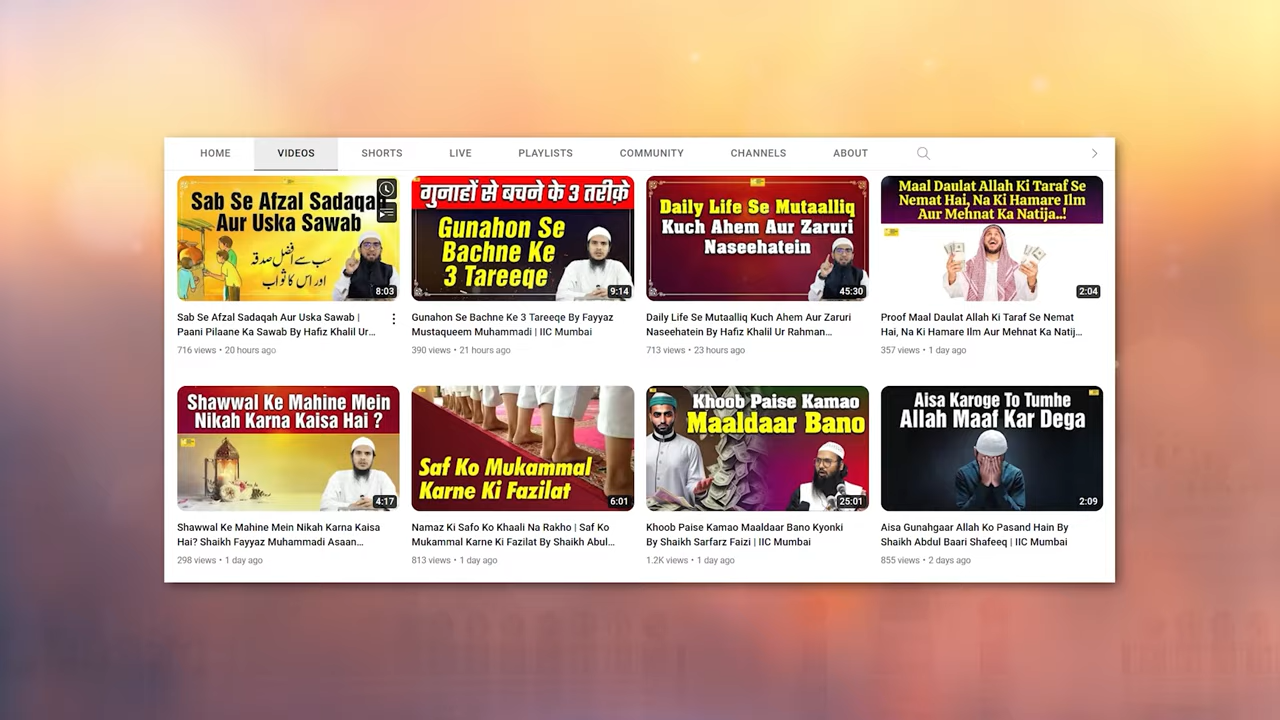 HOME VIDEOS SHORTS LIVE PLAYLISTS COMMUNITY CHANNELS ABOUT
Sab Se Afzal Sadaqah
Aur Uska Sawab
سب سے افضل صدقہ
اور اس کا ثواب
8:03
Sab Se Afzal Sadaqah Aur Uska Sawab |
Paani Pilaane Ka Sawab By Hafiz Khalil Ur...
716 views • 20 hours ago
गुनाहों से बचने के 3 तरीक़े
Gunahon Se
Bachne Ke
3 Tareeqe
9:14
Gunahon Se Bachne Ke 3 Tareeqe By Fayyaz
Mustaqueem Muhammadi | IIC Mumbai
390 views • 21 hours ago
Daily Life Se Mutaalliq
Kuch Ahem Aur Zaruri
Naseehatein
45:30
Daily Life Se Mutaalliq Kuch Ahem Aur Zaruri
Naseehatein By Hafiz Khalil Ur Rahman...
713 views • 23 hours ago
Maal Daulat Allah Ki Taraf Se
Nemat Hai, Na Ki Hamare Ilm
Aur Mehnat Ka Natija..!
2:04
Proof Maal Daulat Allah Ki Taraf Se Nemat
Hai, Na Ki Hamare Ilm Aur Mehnat Ka Natij...
357 views • 1 day ago
Shawwal Ke Mahine Mein
Nikah Karna Kaisa Hai ?
4:17
Shawwal Ke Mahine Mein Nikah Karna Kaisa
Hai? Shaikh Fayyaz Muhammadi Asaan...
298 views • 1 day ago
Saf Ko Mukammal
Karne Ki Fazilat
6:01
Namaz Ki Safo Ko Khaali Na Rakho | Saf Ko
Mukammal Karne Ki Fazilat By Shaikh Abul...
813 views • 1 day ago
Khoob Paise Kamao
Maaldaar Bano
25:01
Khoob Paise Kamao Maaldaar Bano Kyonki
By Shaikh Sarfarz Faizi | IIC Mumbai
1.2K views • 1 day ago
Aisa Karoge To Tumhe
Allah Maaf Kar Dega
2:09
Aisa Gunahgaar Allah Ko Pasand Hain By
Shaikh Abdul Baari Shafeeq | IIC Mumbai
855 views • 2 days ago